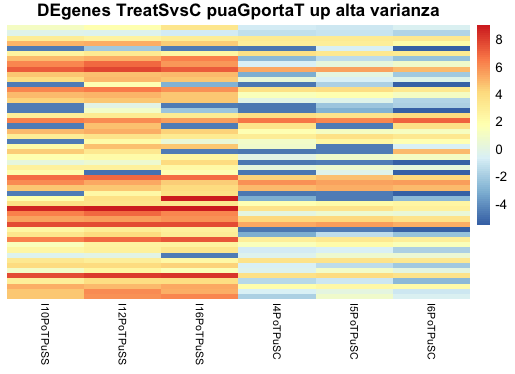 DEgenes TreatSvsC puaGportaT up alta varianza
8
6
4
2
0
-2
-4
I10PoTPuSS
I12PoTPuSS
I16PoTPuSS
I4PoTPuSC
I5PoTPuSC
I6PoTPuSC